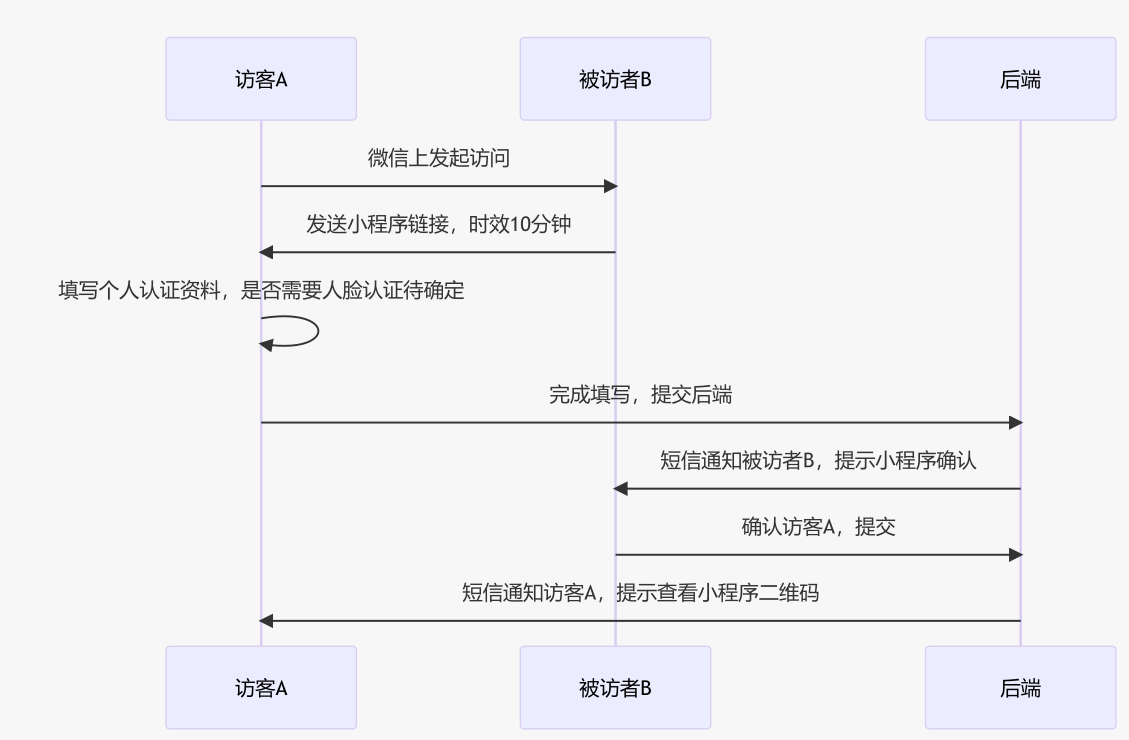 访客A
被访者B
后端
微信上发起访问
发送小程序链接，时效10分钟
填写个人认证资料，是否需要人脸认证待确定
完成填写，提交后端
短信通知被访者B，提示小程序确认
确认访客A，提交
短信通知访客A，提示查看小程序二维码
访客A
被访者B
后端